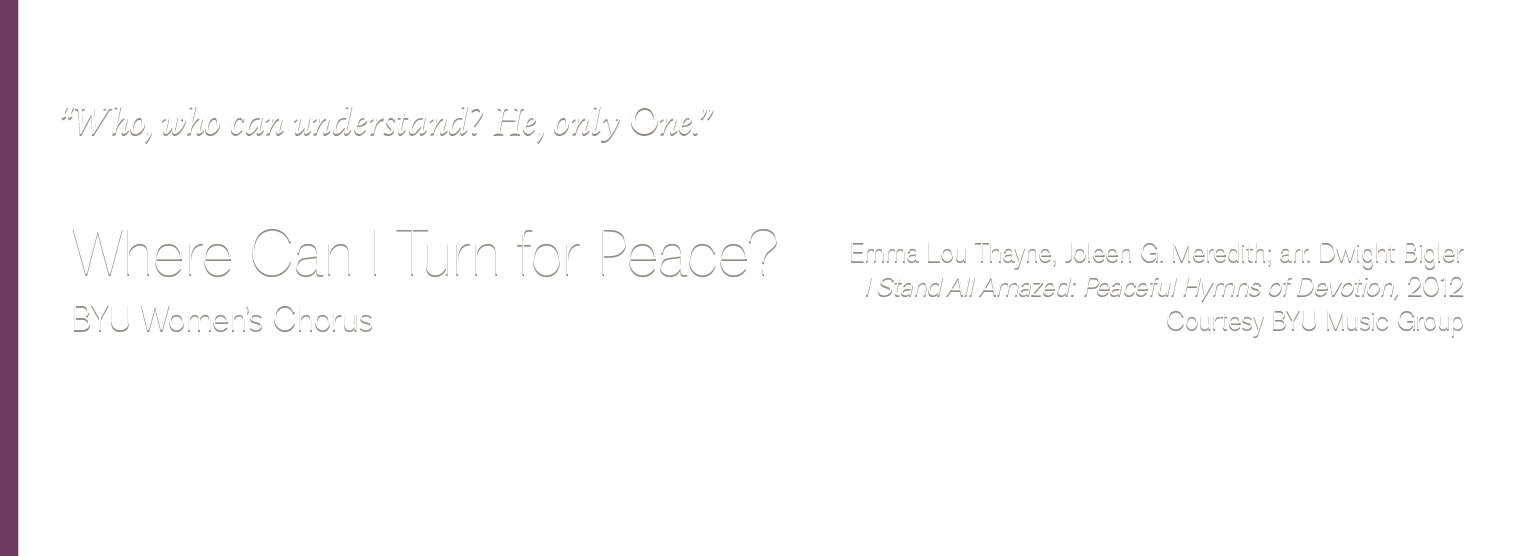 “Who, who can understand? He, only One.”
Where Can I Turn for Peace?
BYU Women's Chorus
Emma Lou Thayne, Joleen G. Meredith; arr. Dwight Bigler
I Stand All Amazed: Peaceful Hymns of Devotion, 2012
Courtesy BYU Music Group